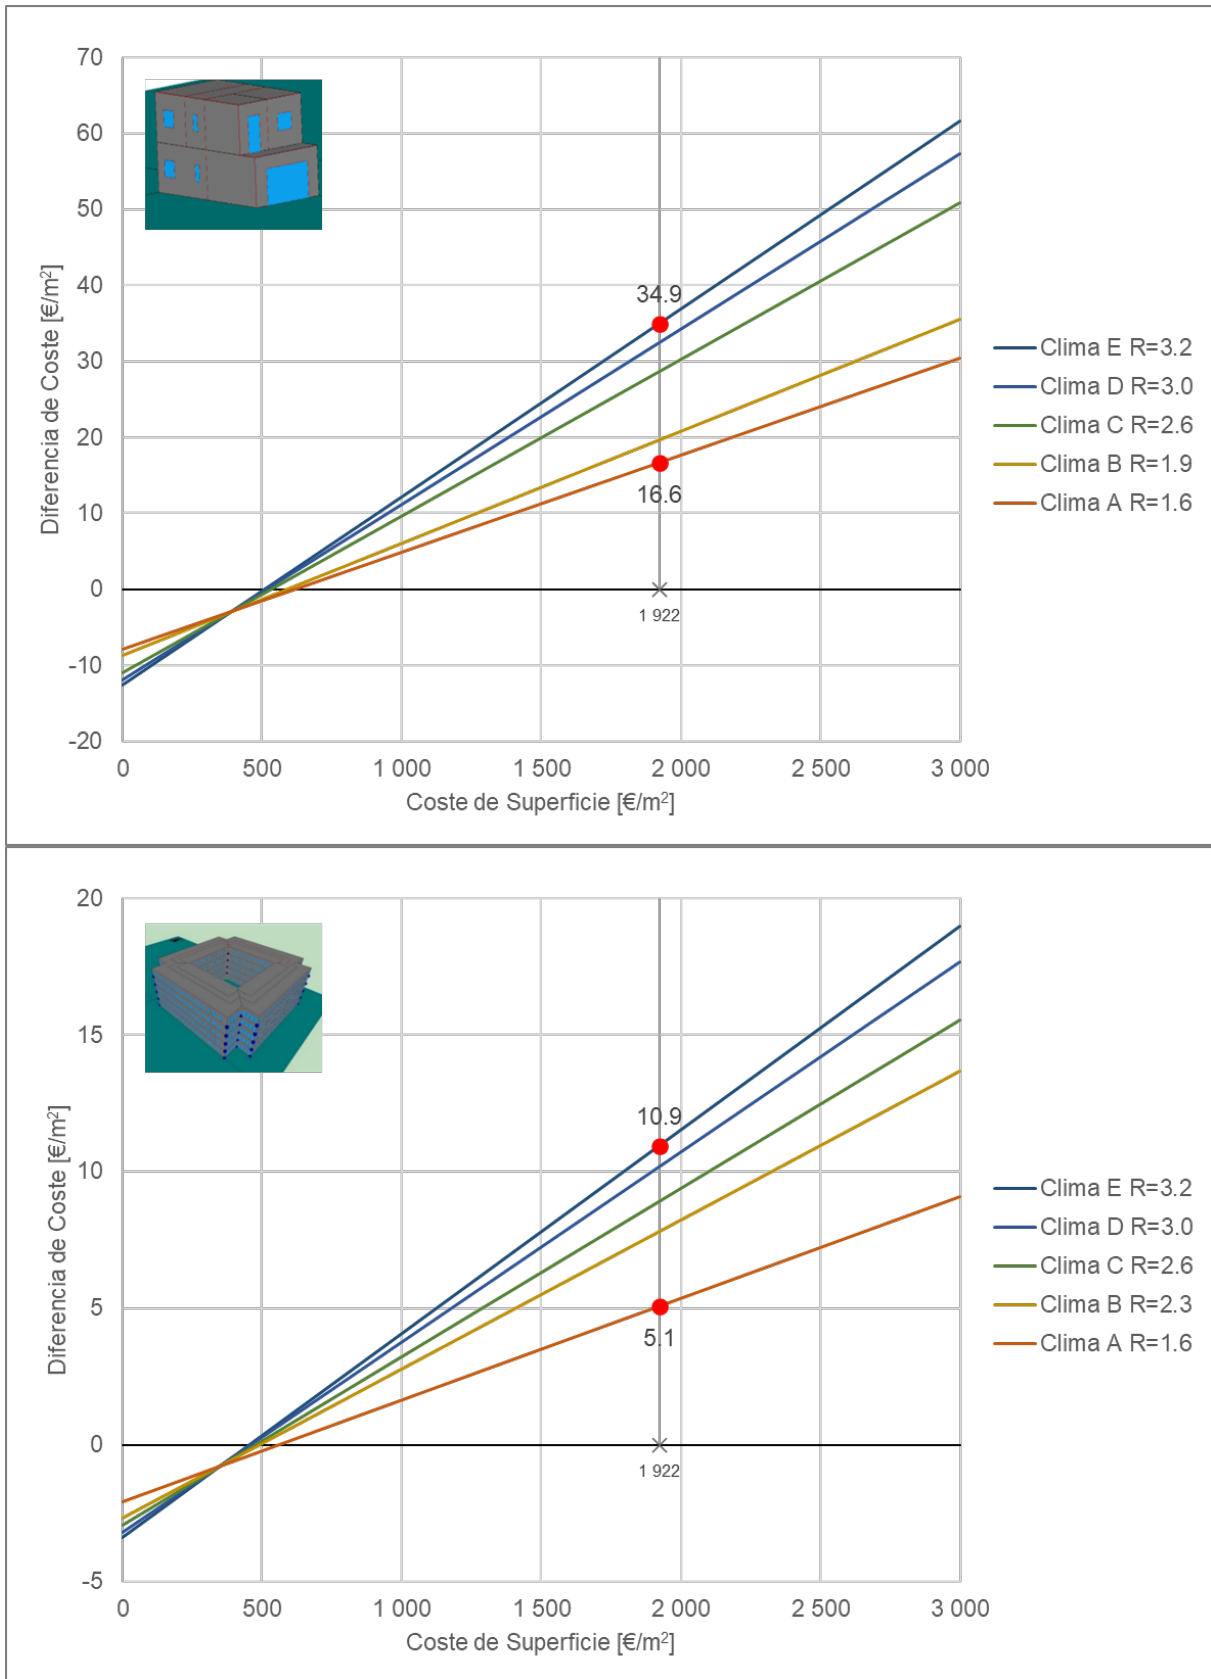 70
60
50
40
30
20
10
0
-10
-20
Diferencia de Coste [€/m²]
34.9
16.6
1 922
0 500 1 000 1 500 2 000 2 500 3 000
Coste de Superficie [€/m²]
Clima E R=3.2
Clima D R=3.0
Clima C R=2.6
Clima B R=1.9
Clima A R=1.6
20
15
10
5
0
-5
Diferencia de Coste [€/m²]
10.9
5.1
1 922
0 500 1 000 1 500 2 000 2 500 3 000
Coste de Superficie [€/m²]
Clima E R=3.2
Clima D R=3.0
Clima C R=2.6
Clima B R=2.3
Clima A R=1.6